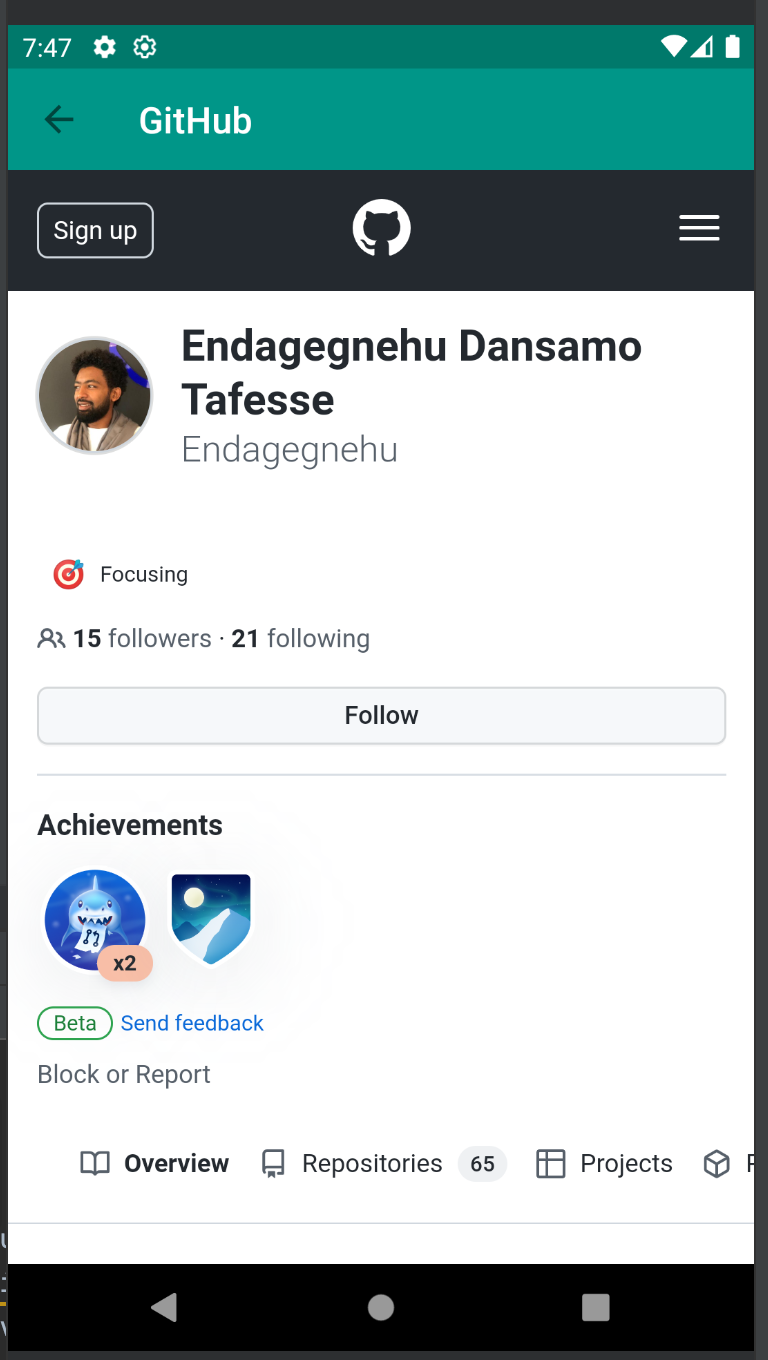 7:47
GitHub
Sign up
Endagegnehu Dansamo
Tafesse
Endagegnehu
Focusing
15 followers · 21 following
Follow
Achievements
x2
Beta Send feedback
Block or Report
Overview Repositories 65 Projects